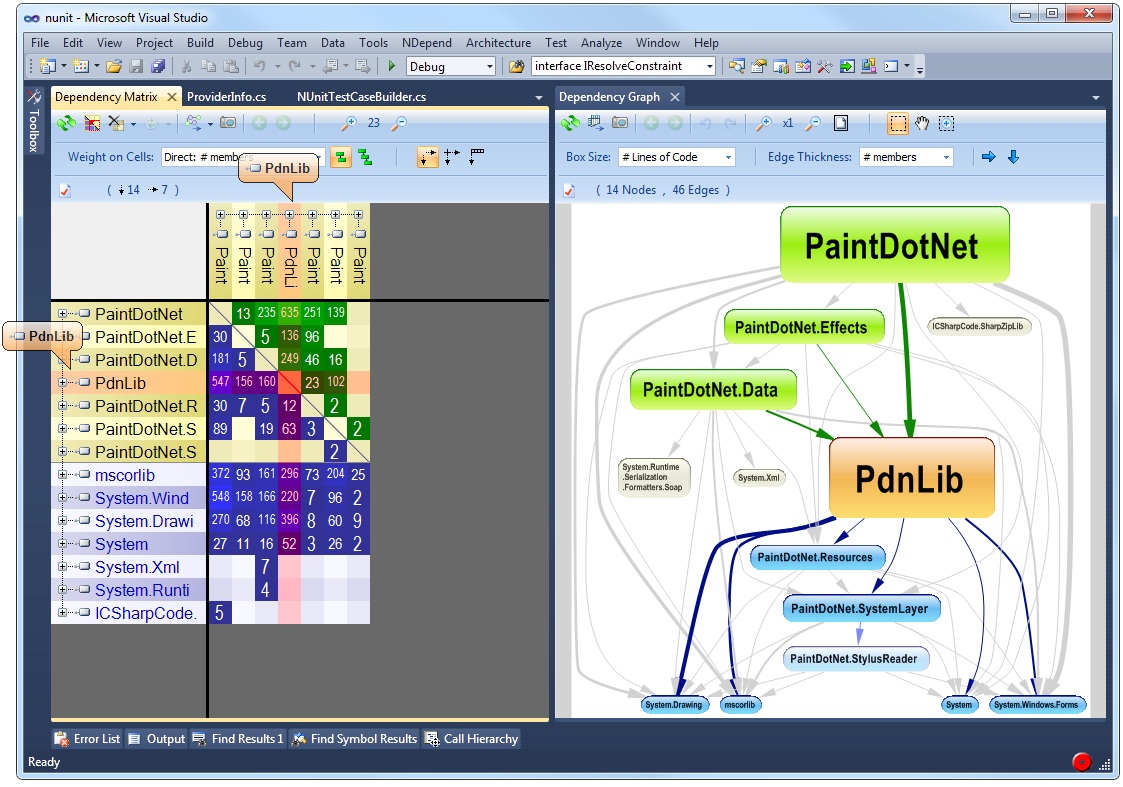 nunit - Microsoft Visual Studio
File Edit View Project Build Debug Team Data Tools NDepend Architecture Test Analyze Window Help
Debug interface IResolveConstraint
Toolbox
Dependency Matrix ProviderInfo.cs NUnitTestCaseBuilder.cs
23
Weight on Cells: Direct: # members
PdnLib
( 14 7 )
Paint Paint Paint PdnLi Paint Paint Paint
PaintDotNet 13 235 635 251 139
PdnLib
PaintDotNet.E 30 5 136 96
PaintDotNet.D 181 5 249 46 16
PdnLib 547 156 160 23 102
PaintDotNet.R 30 7 5 12 2
PaintDotNet.S 89 19 63 3 2
PaintDotNet.S 2
mscorlib 372 93 161 296 73 204 25
System.Wind 548 158 166 220 7 96 2
System.Drawi 270 68 116 396 8 60 9
System 27 11 16 52 3 26 2
System.Xml 7
System.Runti 4
ICSharpCode. 5
Dependency Graph
x1
Box Size: # Lines of Code Edge Thickness: # members
( 14 Nodes , 46 Edges )
PaintDotNet
PaintDotNet.Effects
ICSharpCode.SharpZipLib
PaintDotNet.Data
PdnLib
System.Runtime
.Serialization
.Formatters.Soap
System.Xml
PaintDotNet.Resources
PaintDotNet.SystemLayer
PaintDotNet.StylusReader
System.Drawing mscorlib System System.Windows.Forms
Error List Output Find Results 1 Find Symbol Results Call Hierarchy
Ready